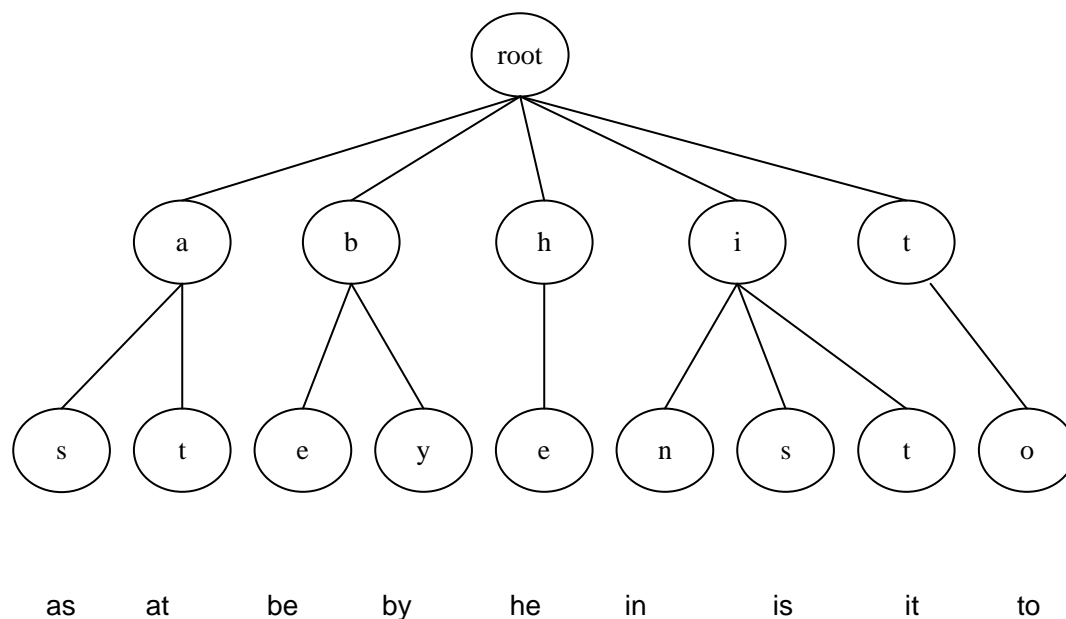 root
a b h i t
s t e y e n s t o
as at be by he in is it to